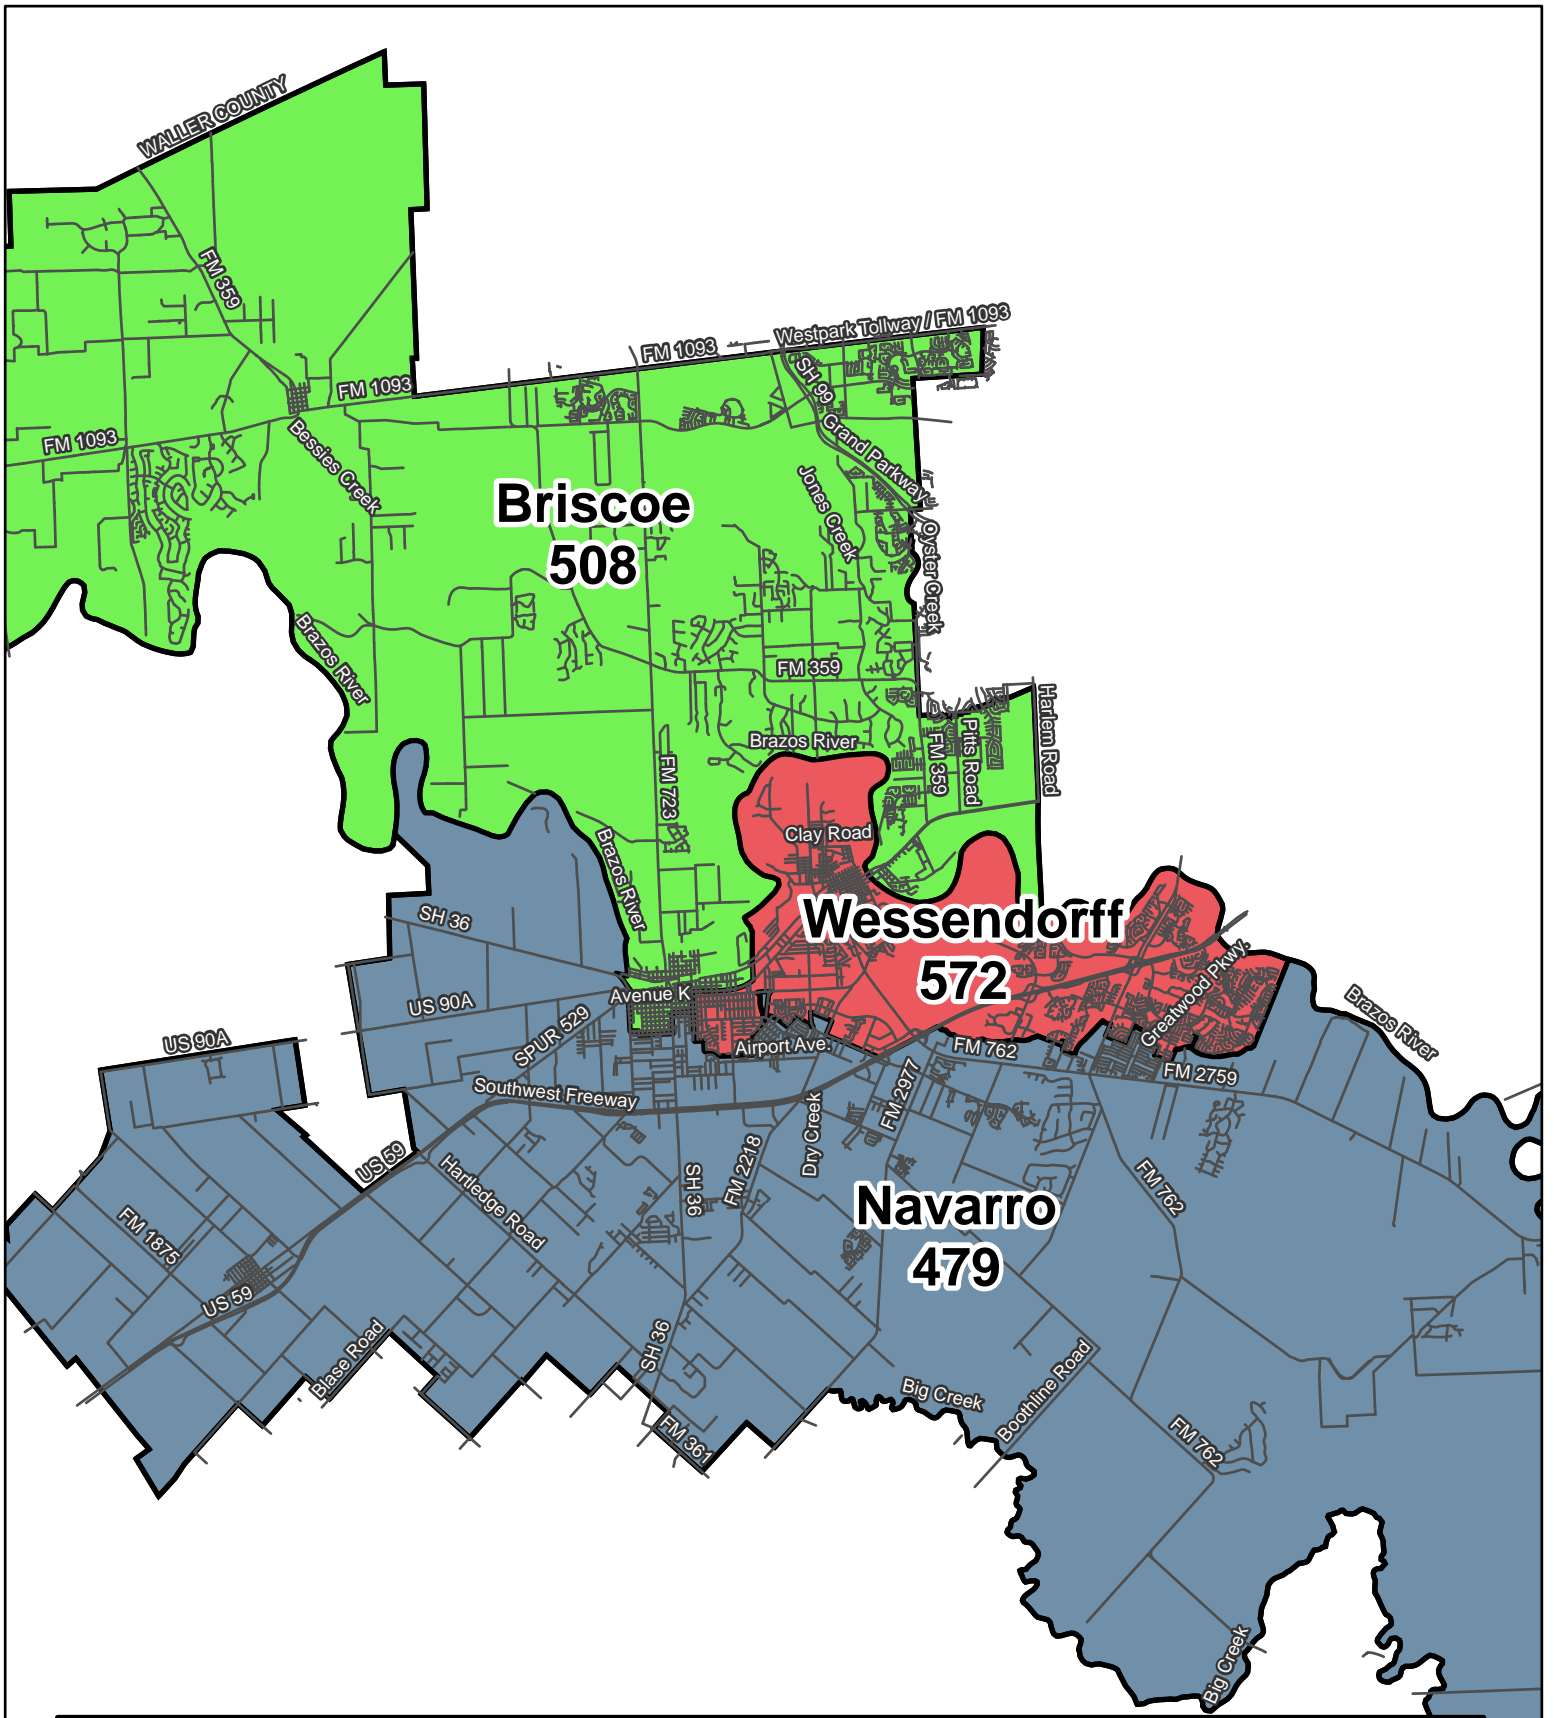 WALLER COUNTY
FM 359
Westpark Tollway / FM 1093
FM 1093
SH 99
FM 1093
Grand Parkway
FM 1093
Bessies Creek
Jones Creek
Briscoe
508
Oyster Creek
Brazos River
FM 359
Harlem Road
Pitts Road
FM 359
Brazos River
FM 723
Clay Road
Brazos River
Wessendorff
572
SH 36
Greatwood Pkwy.
Avenue K
US 90A
Brazos River
SPUR 529
US 90A
Airport Ave.
FM 762
FM 2759
Southwest Freeway
FM 2977
Dry Creek
US 59
Hartledge Road
SH 36
FM 2218
FM 762
Navarro
479
FM 1875
US 59
SH 36
Blase Road
Big Creek
Boothline Road
FM 361
FM 762
Big Creek